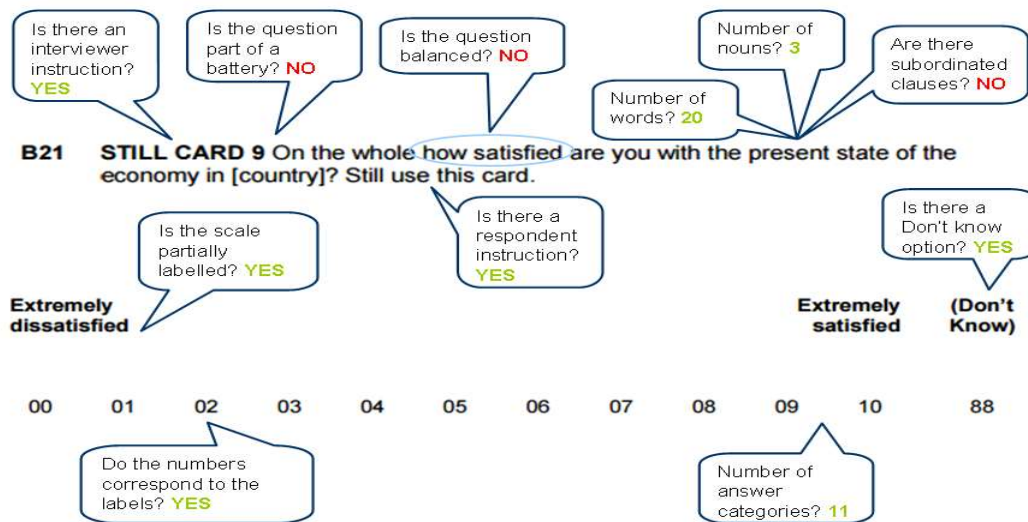 Is there an
interviewer
instruction?
YES
Is the question
part of a
battery? NO
Is the question
balanced? NO
Number of
nouns? 3
Are there
subordinated
clauses? NO
Number of
words? 20
B21 STILL CARD 9 On the whole how satisfied are you with the present state of the
economy in [country]? Still use this card.
Is the scale
partially
labelled? YES
Is there a
respondent
instruction?
YES
Is there a
Don't know
option? YES
Extremely
dissatisfied
Extremely
satisfied
(Don't
Know)
00 01 02 03 04 05 06 07 08 09 10 88
Do the numbers
correspond to the
labels? YES
Number of
answer
categories? 11